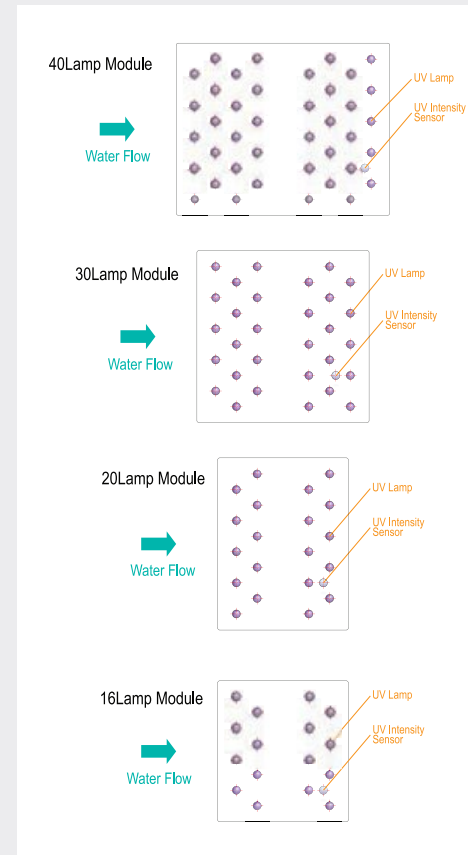 40Lamp Module
UV Lamp
UV Intensity
Sensor
Water Flow
30Lamp Module
UV Lamp
UV Intensity
Sensor
Water Flow
20Lamp Module
UV Lamp
UV Intensity
Sensor
Water Flow
16Lamp Module
UV Lamp
UV Intensity
Sensor
Water Flow